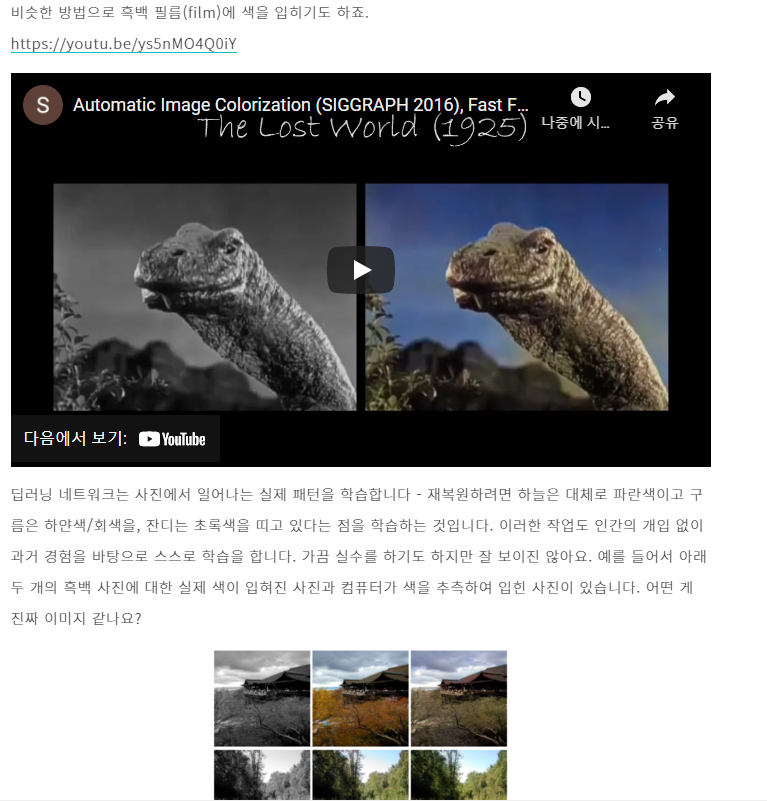 비슷한 방법으로 흑백 필름(film)에 색을 입히기도 하죠.
https://youtu.be/ys5nMO4Q0iY
S
Automatic Image Colorization (SIGGRAPH 2016), Fast F...
나중에 시...
공유
The Lost World (1925)
다음에서 보기: YouTube
딥러닝 네트워크는 사진에서 일어나는 실제 패턴을 학습합니다 - 재복원하려면 하늘은 대체로 파란색이고 구
름은 하얀색/회색을, 잔디는 초록색을 띠고 있다는 점을 학습하는 것입니다. 이러한 작업도 인간의 개입 없이
과거 경험을 바탕으로 스스로 학습을 합니다. 가끔 실수를 하기도 하지만 잘 보이진 않아요. 예를 들어서 아래
두 개의 흑백 사진에 대한 실제 색이 입혀진 사진과 컴퓨터가 색을 추측하여 입힌 사진이 있습니다. 어떤 게
진짜 이미지 같나요?